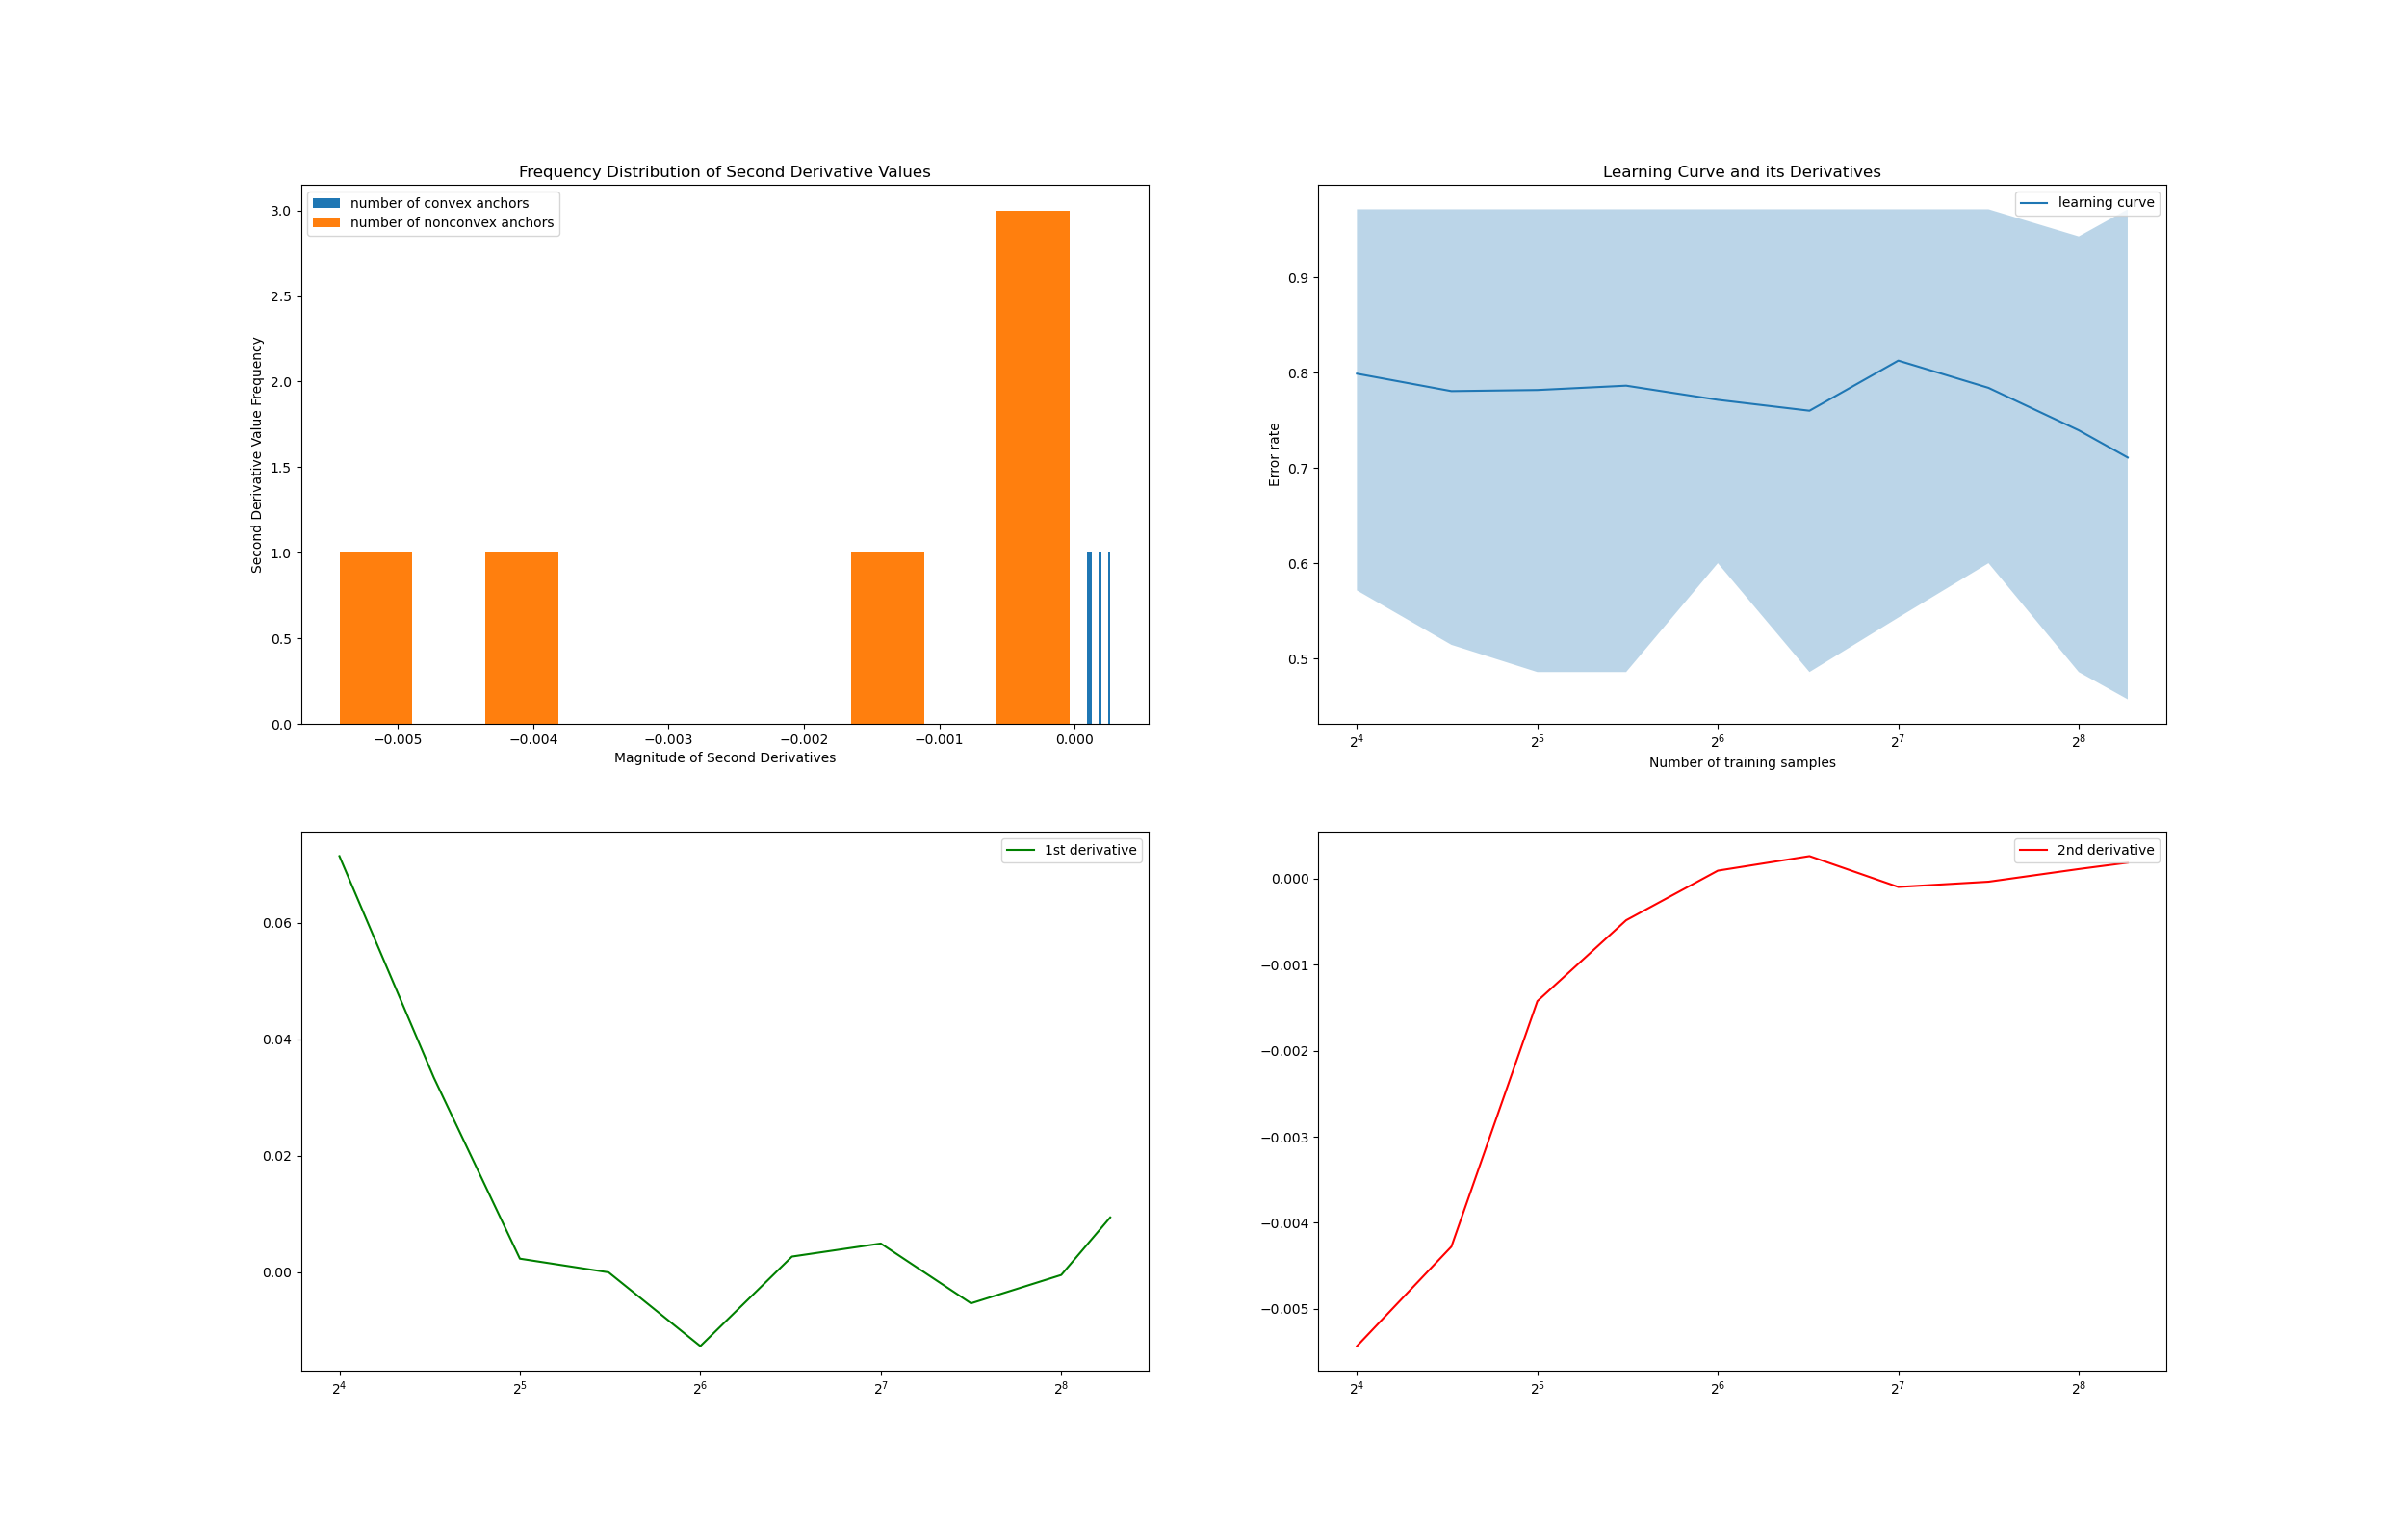 Frequency Distribution of Second Derivative Values
number of convex anchors
number of nonconvex anchors
Second Derivative Value Frequency
3.0
2.5
2.0
1.5
1.0
0.5
0.0
−0.005 −0.004 −0.003 −0.002 −0.001 0.000
Magnitude of Second Derivatives
Learning Curve and its Derivatives
learning curve
Error rate
0.9
0.8
0.7
0.6
0.5
2⁴ 2⁵ 2⁶ 2⁷ 2⁸
Number of training samples
1st derivative
0.06
0.04
0.02
0.00
2⁴ 2⁵ 2⁶ 2⁷ 2⁸
2nd derivative
0.000
−0.001
−0.002
−0.003
−0.004
−0.005
2⁴ 2⁵ 2⁶ 2⁷ 2⁸